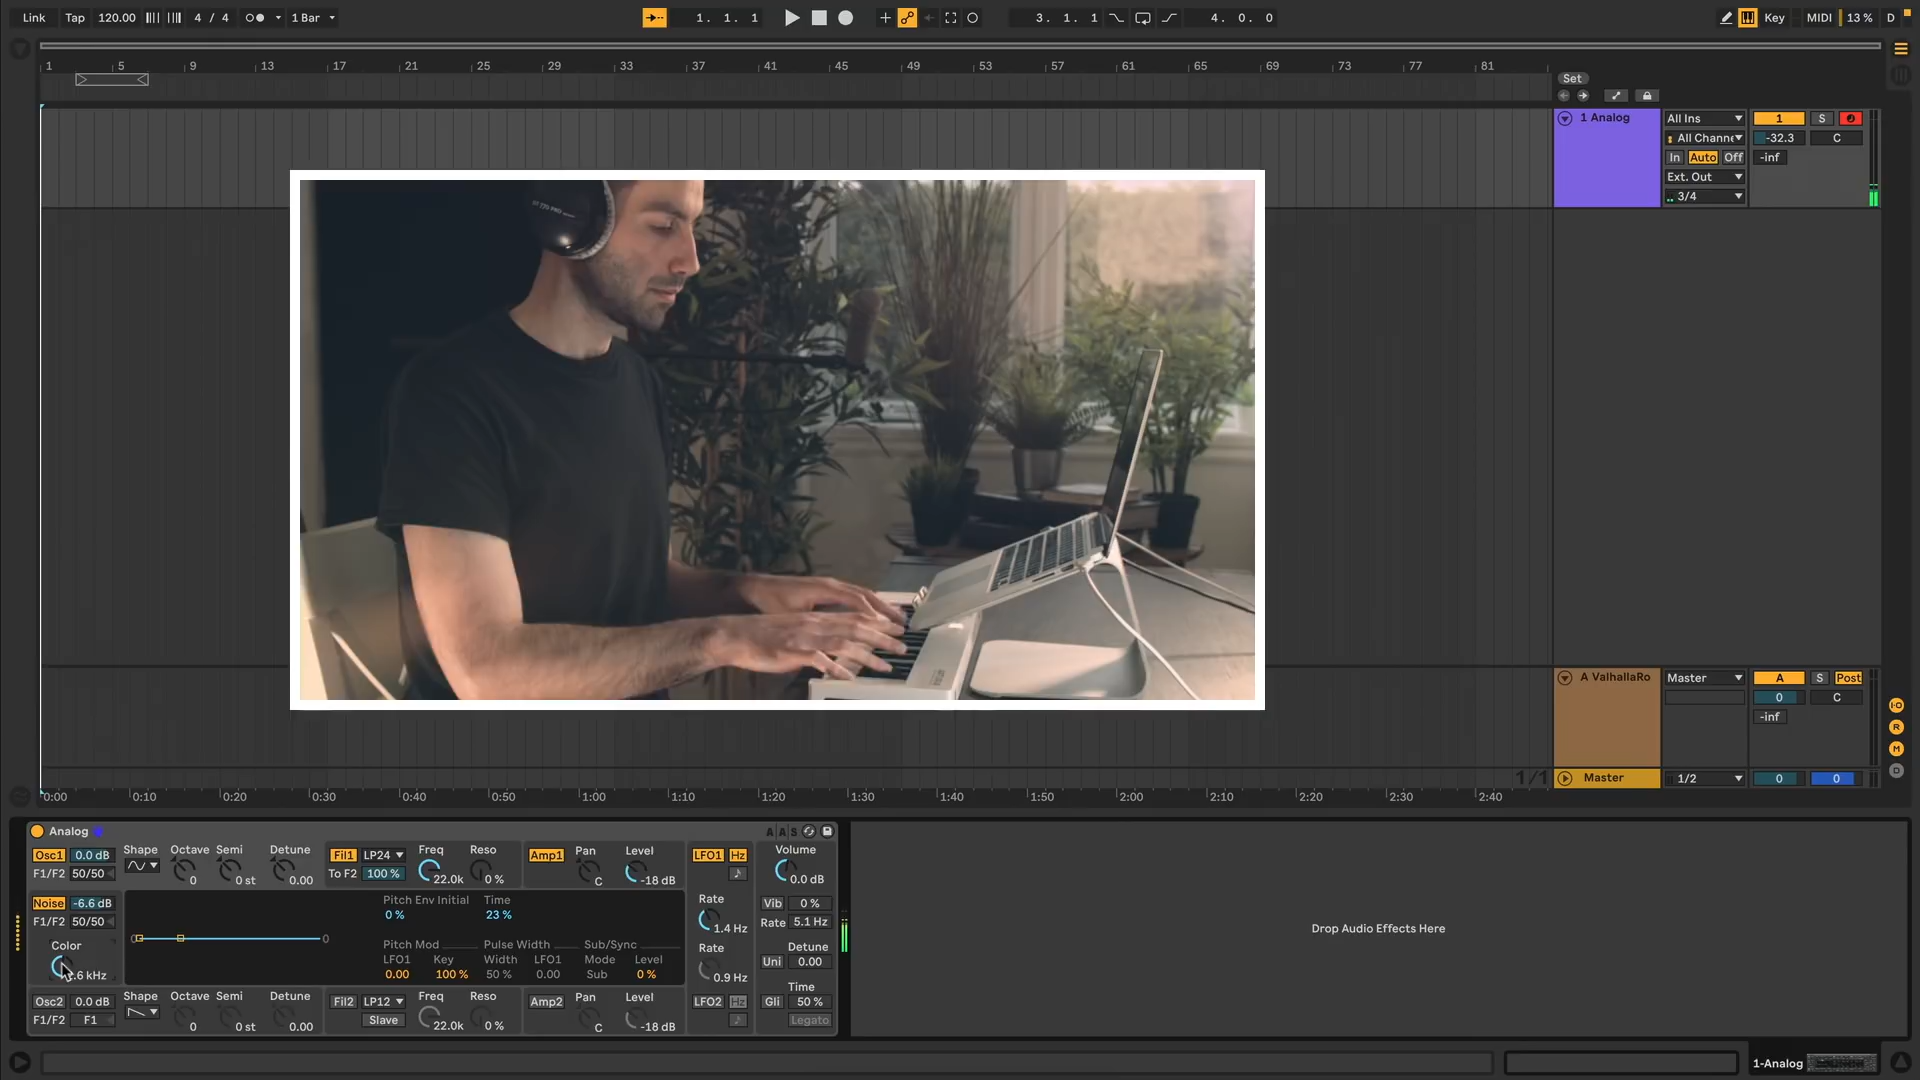 Link Tap 120.00 4 / 4 1 Bar 1. 1. 1 3. 1. 1 4. 0. 0 Key MIDI 13 % D
1 5 9 13 17 21 25 29 33 37 41 45 49 53 57 61 65 69 73 77 81
Set
1 Analog All Ins 1 S
All Channe -32.3 C
In Auto Off -inf
Ext. Out
3/4
A ValhallaRo Master A S Post
0 C
-inf
1/1 Master 1/2 0 0
0:00 0:10 0:20 0:30 0:40 0:50 1:00 1:10 1:20 1:30 1:40 1:50 2:00 2:10 2:20 2:30 2:40
Analog A A S
Osc1 0.0 dB Shape Octave Semi Detune Fil1 LP24 Freq Reso Amp1 Pan Level LFO1 Hz Volume
F1/F2 50/50 0 0 st 0.00 To F2 100 % 22.0k 0 % C -18 dB 0.0 dB
Noise -6.6 dB Pitch Env Initial Time Rate Vib 0 %
F1/F2 50/50 0 % 23 % 1.4 Hz Rate 5.1 Hz
0 0
Color Pitch Mod Pulse Width Sub/Sync Rate Detune
LFO1 Key Width LFO1 Mode Level Uni 0.00
.6 kHz 0.00 100 % 50 % 0.00 Sub 0 % 0.9 Hz
Osc2 0.0 dB Shape Octave Semi Detune Fil2 LP12 Freq Reso Amp2 Pan Level LFO2 Hz Time
Gli 50 %
F1/F2 F1 0 0 st 0.00 Slave 22.0k 0 % C -18 dB Legato
Drop Audio Effects Here
1-Analog